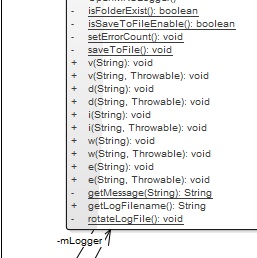 - isFolderExist(): boolean
- isSaveToFileEnable(): boolean
- setErrorCount(): void
- saveToFile(): void
+ v(String): void
+ v(String, Throwable): void
+ d(String): void
+ d(String, Throwable): void
+ i(String): void
+ i(String, Throwable): void
+ w(String): void
+ w(String, Throwable): void
+ e(String): void
+ e(String, Throwable): void
- getMessage(String): String
+ getLogFilename(): String
- rotateLogFile(): void
-mLogger